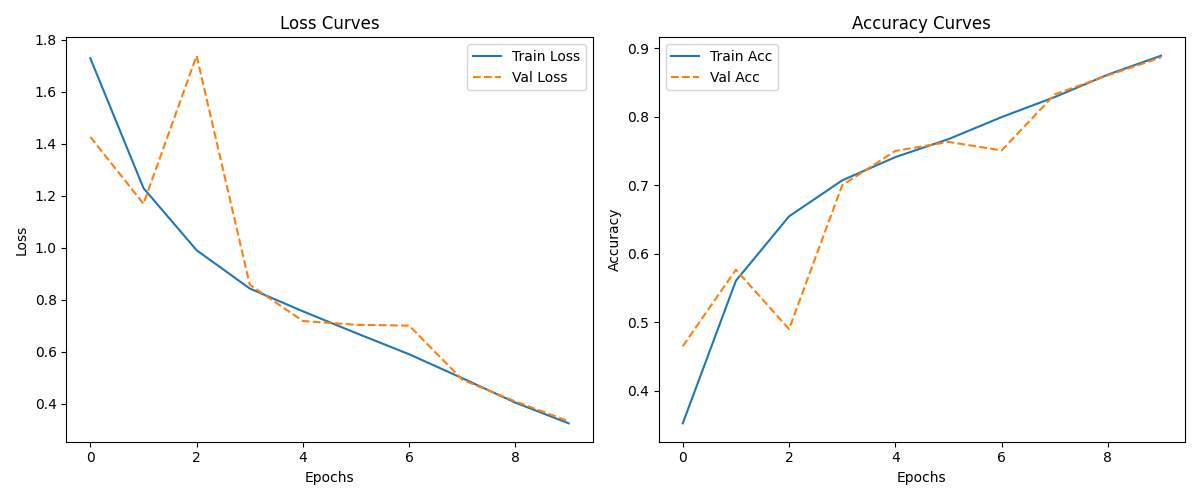 Loss Curves
Train Loss
Val Loss
1.8
1.6
1.4
1.2
1.0
0.8
0.6
0.4
Loss
0 2 4 6 8
Epochs
Accuracy Curves
Train Acc
Val Acc
0.9
0.8
0.7
0.6
0.5
0.4
Accuracy
0 2 4 6 8
Epochs